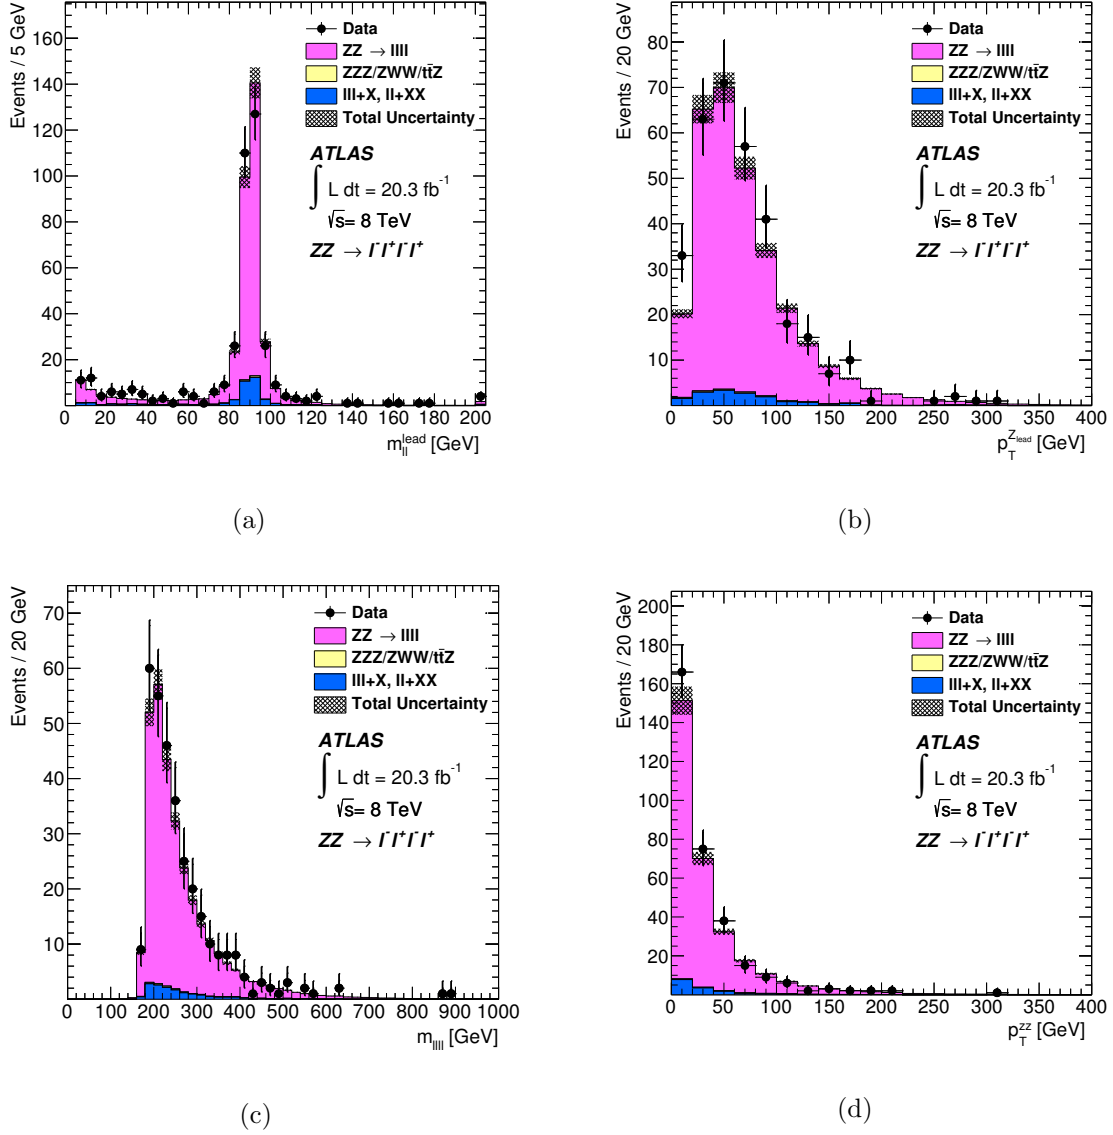 Events / 5 GeV
160
140
120
100
80
60
40
20
0
0 20 40 60 80 100 120 140 160 180 200
m_ll^lead [GeV]
Data
ZZ → llll
ZZZ/ZWW/tt̄Z
lll+X, ll+XX
Total Uncertainty
ATLAS
∫ L dt = 20.3 fb⁻¹
√s= 8 TeV
ZZ → l⁻l⁺l⁻l⁺
(a)
Events / 20 GeV
80
70
60
50
40
30
20
10
0 50 100 150 200 250 300 350 400
p_T^Z_lead [GeV]
Data
ZZ → llll
ZZZ/ZWW/tt̄Z
lll+X, ll+XX
Total Uncertainty
ATLAS
∫ L dt = 20.3 fb⁻¹
√s= 8 TeV
ZZ → l⁻l⁺l⁻l⁺
(b)
Events / 20 GeV
70
60
50
40
30
20
10
0 100 200 300 400 500 600 700 800 900 1000
m_llll [GeV]
Data
ZZ → llll
ZZZ/ZWW/tt̄Z
lll+X, ll+XX
Total Uncertainty
ATLAS
∫ L dt = 20.3 fb⁻¹
√s= 8 TeV
ZZ → l⁻l⁺l⁻l⁺
(c)
Events / 20 GeV
200
180
160
140
120
100
80
60
40
20
0
0 50 100 150 200 250 300 350 400
p_T^ZZ [GeV]
Data
ZZ → llll
ZZZ/ZWW/tt̄Z
lll+X, ll+XX
Total Uncertainty
ATLAS
∫ L dt = 20.3 fb⁻¹
√s= 8 TeV
ZZ → l⁻l⁺l⁻l⁺
(d)